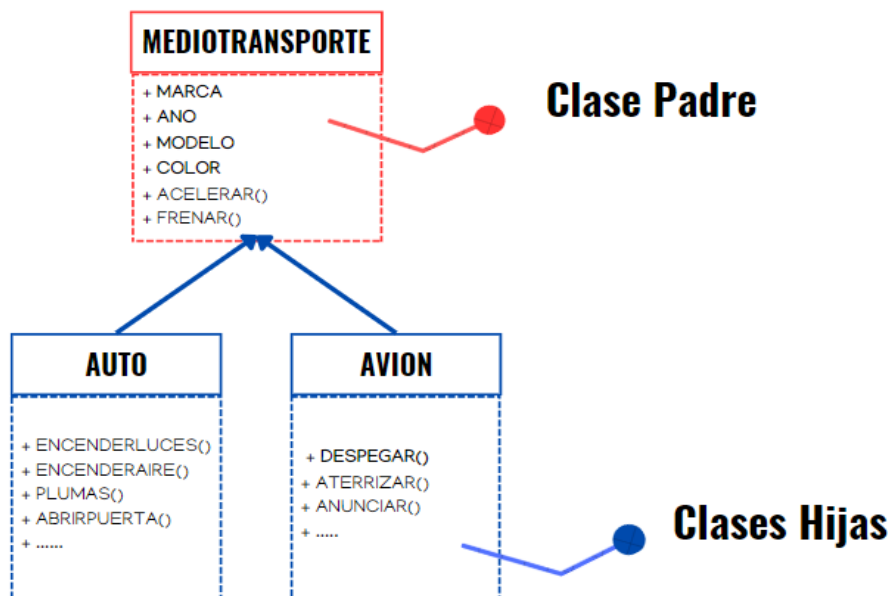 MEDIOTRANSPORTE
+ MARCA
+ ANO
+ MODELO
+ COLOR
+ ACELERAR()
+ FRENAR()
Clase Padre
AUTO
+ ENCENDERLUCES()
+ ENCENDERAIRE()
+ PLUMAS()
+ ABRIRPUERTA()
+ ......
AVION
+ DESPEGAR()
+ ATERRIZAR()
+ ANUNCIAR()
+ .....
Clases Hijas